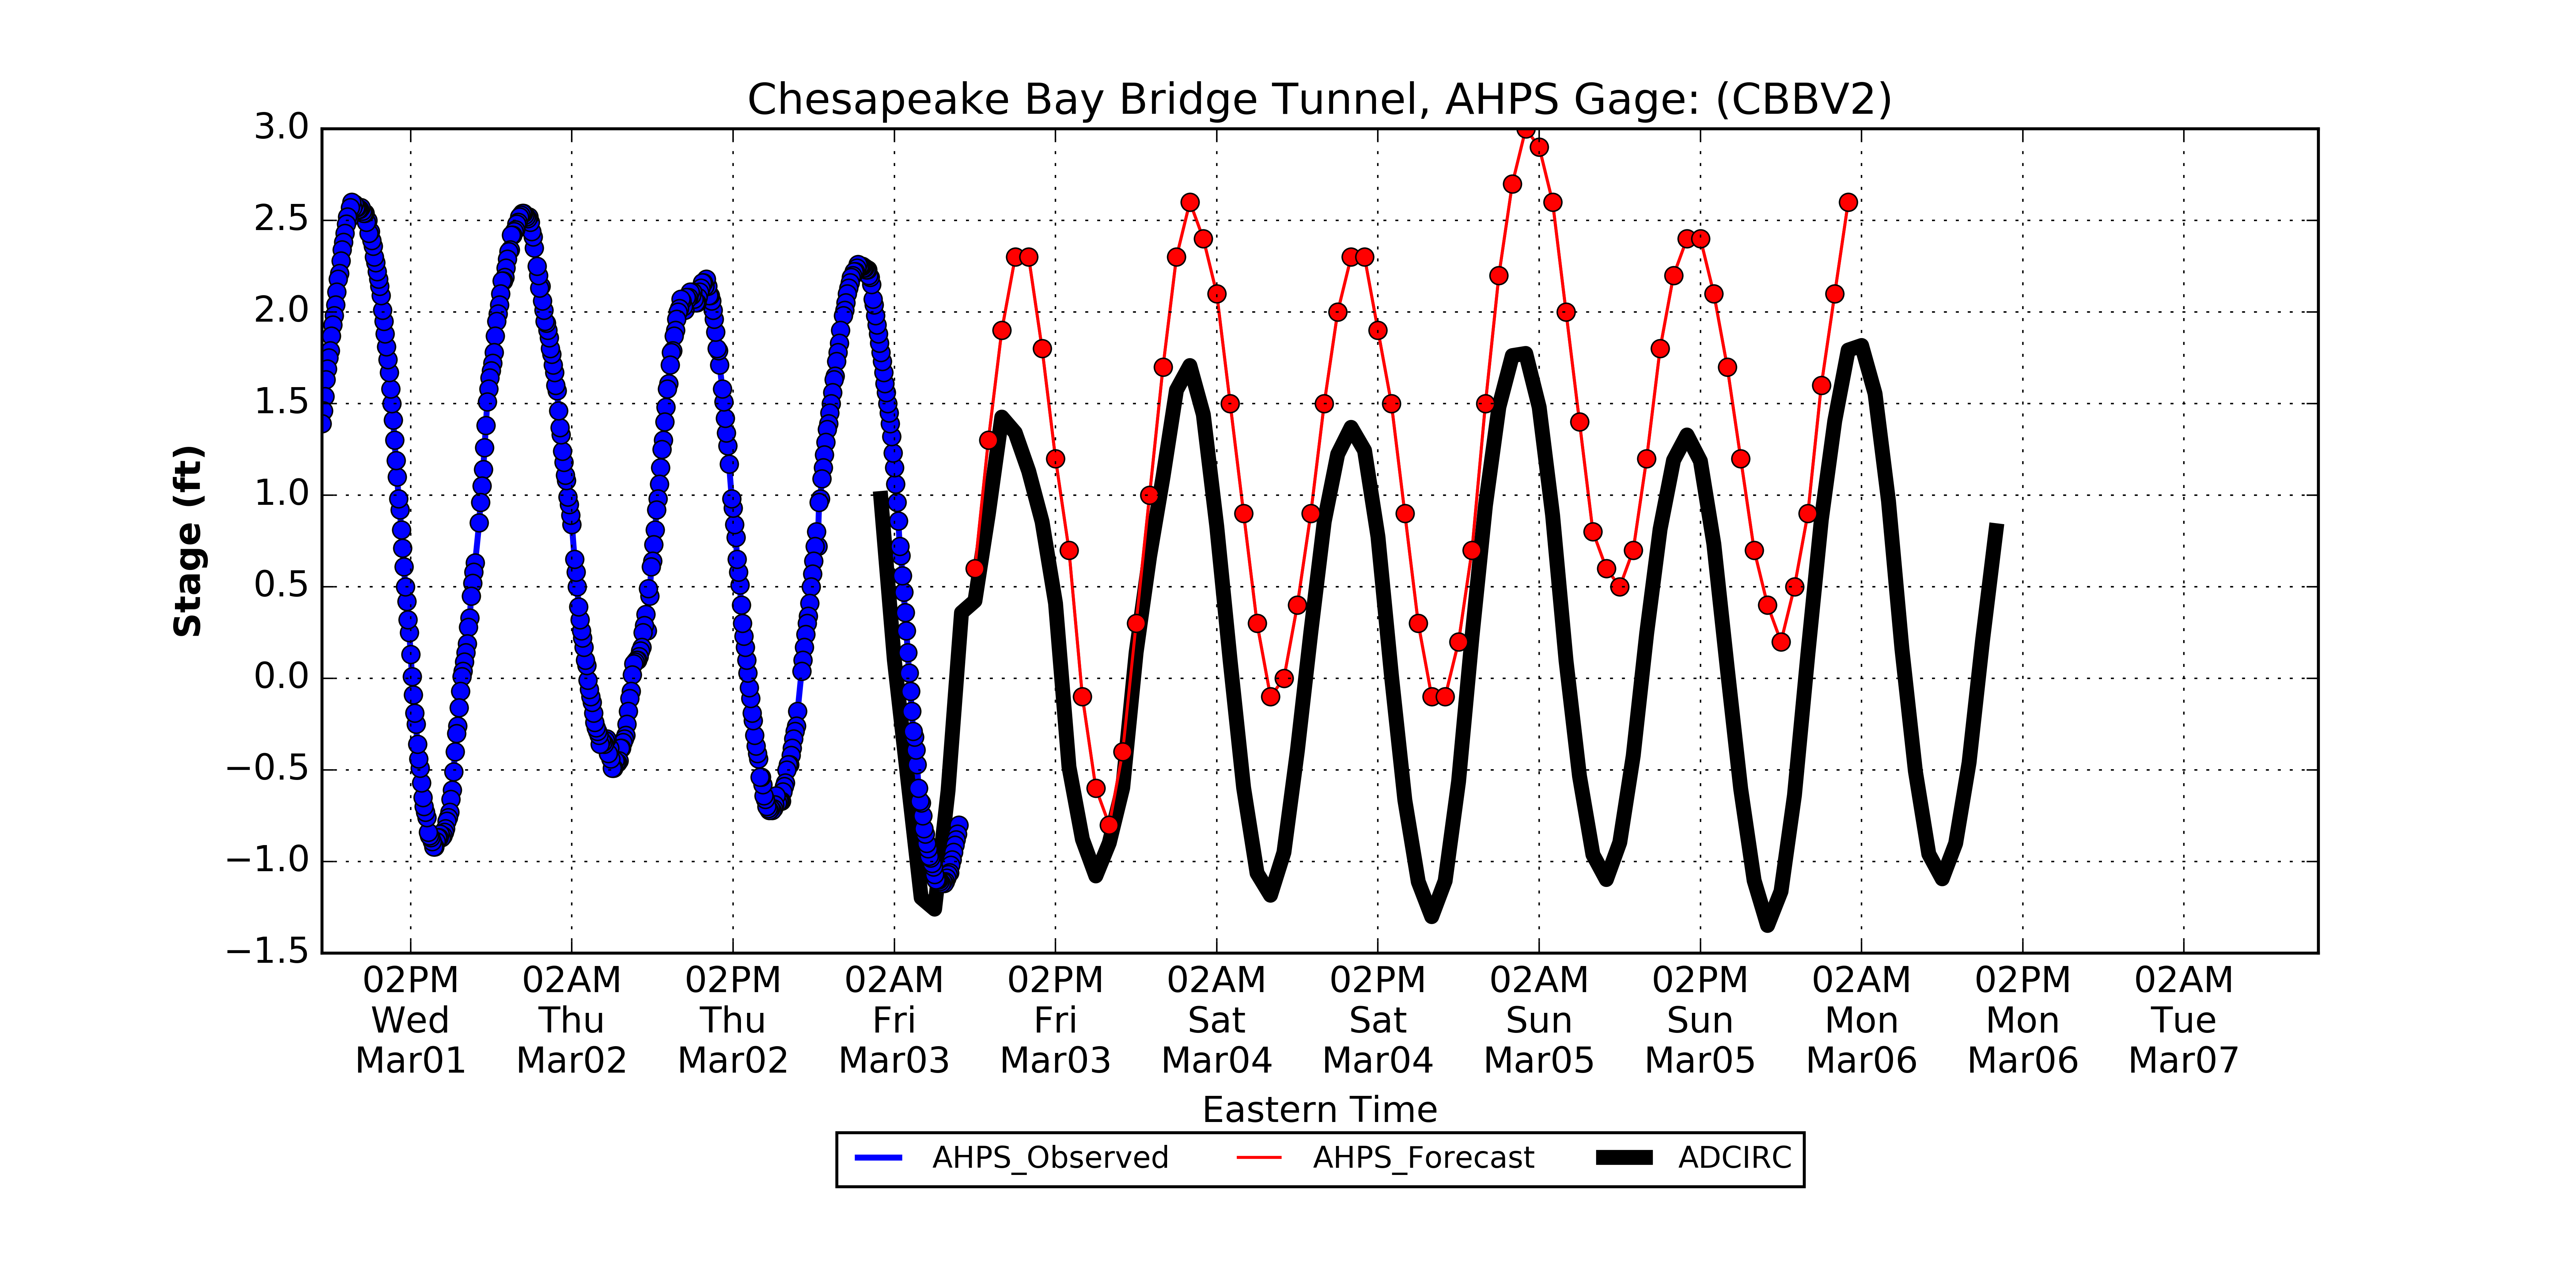 Chesapeake Bay Bridge Tunnel, AHPS Gage: (CBBV2)
3.0
2.5
2.0
1.5
1.0
0.5
0.0
−0.5
−1.0
−1.5
Stage (ft)
02PM 02AM 02PM 02AM 02PM 02AM 02PM 02AM 02PM 02AM 02PM 02AM
Wed Thu Thu Fri Fri Sat Sat Sun Sun Mon Mon Tue
Mar01 Mar02 Mar02 Mar03 Mar03 Mar04 Mar04 Mar05 Mar05 Mar06 Mar06 Mar07
Eastern Time
AHPS_Observed AHPS_Forecast ADCIRC